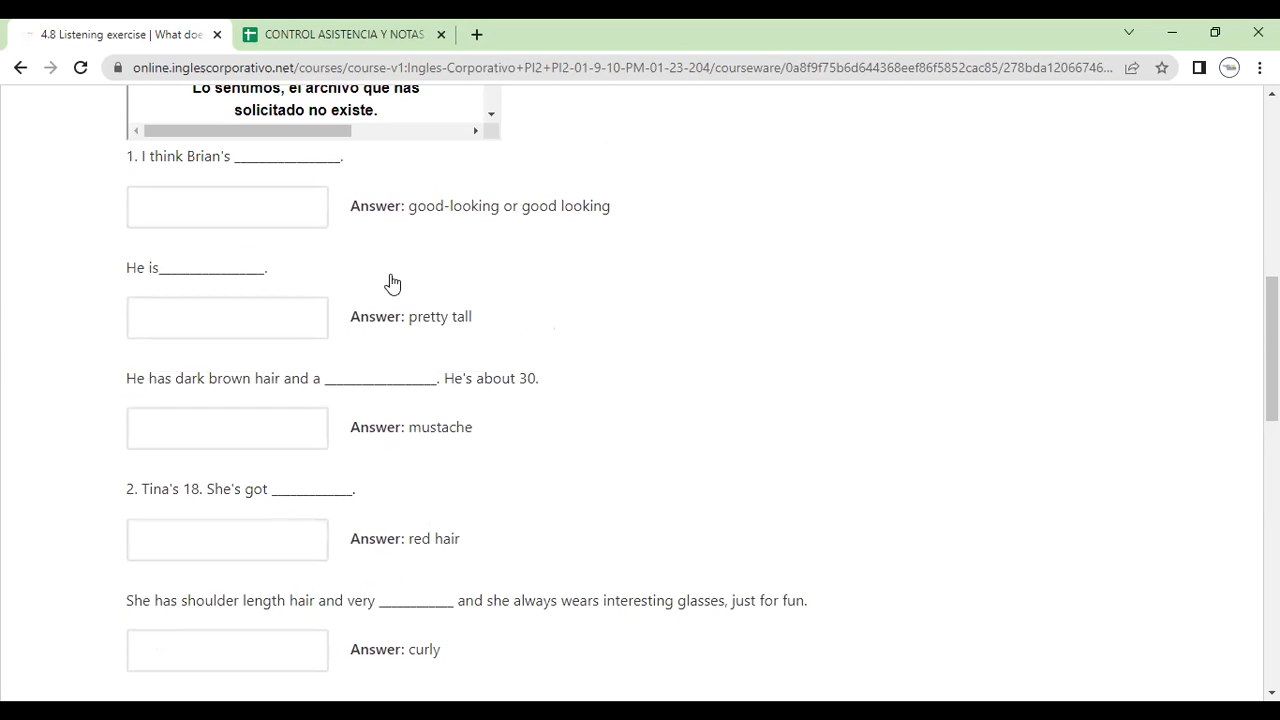 4.8 Listening exercise | What doe
CONTROL ASISTENCIA Y NOTAS
online.inglescorporativo.net/courses/course-v1:Ingles-Corporativo+PI2+PI2-01-9-10-PM-01-23-204/courseware/0a8f9f75b6d644368eef86f5852cac85/278bda12066746...
Lo sentimos, el archivo que has
solicitado no existe.
1. I think Brian's ________________.
Answer: good-looking or good looking
He is________________.
Answer: pretty tall
He has dark brown hair and a _________________. He's about 30.
Answer: mustache
2. Tina's 18. She's got ____________.
Answer: red hair
She has shoulder length hair and very ___________ and she always wears interesting glasses, just for fun.
Answer: curly